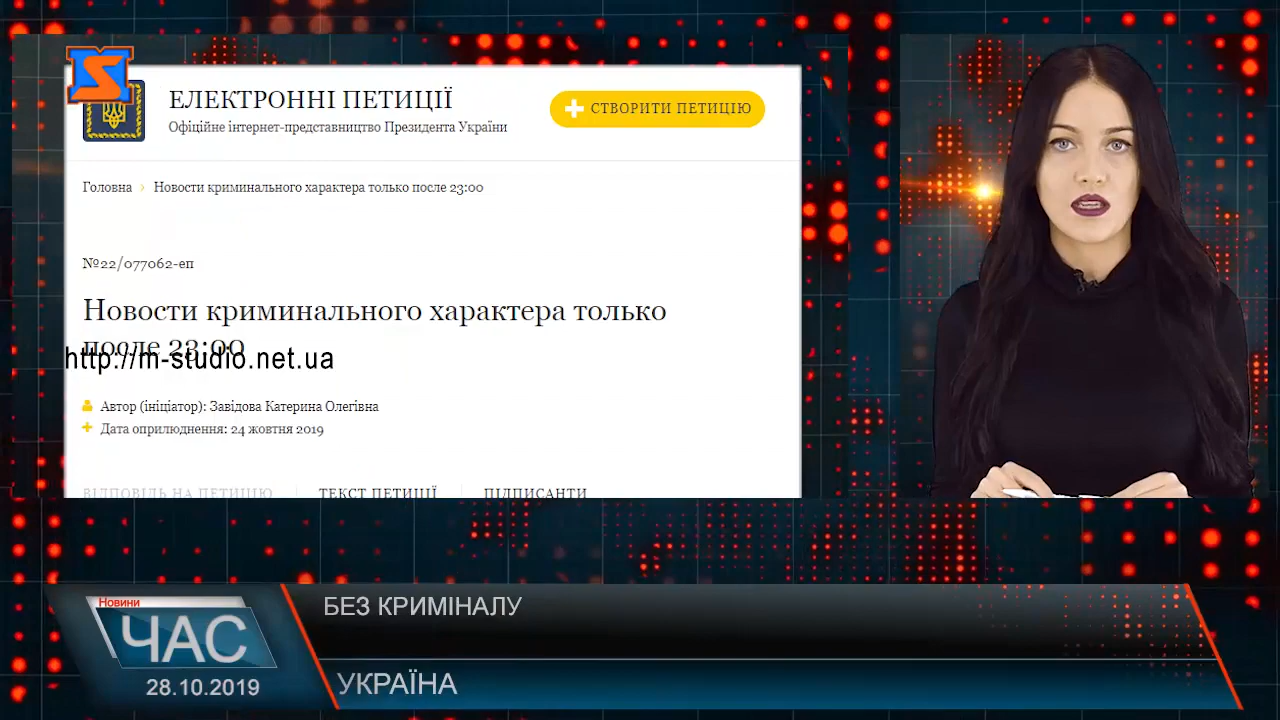 ЕЛЕКТРОННІ ПЕТИЦІЇ
Офіційне інтернет-представництво Президента України
СТВОРИТИ ПЕТИЦІЮ
Головна › Новости криминального характера только после 23:00
№22/077062-еп
Новости криминального характера только
после 23:00
http://m-studio.net.ua
Автор (ініціатор): Завідова Катерина Олегівна
Дата оприлюднення: 24 жовтня 2019
ВІДПОВІДЬ НА ПЕТИЦІЮ
ТЕКСТ ПЕТИЦІЇ
ПІДПИСАНТИ
Новини
ЧАС
28.10.2019
БЕЗ КРИМІНАЛУ
УКРАЇНА